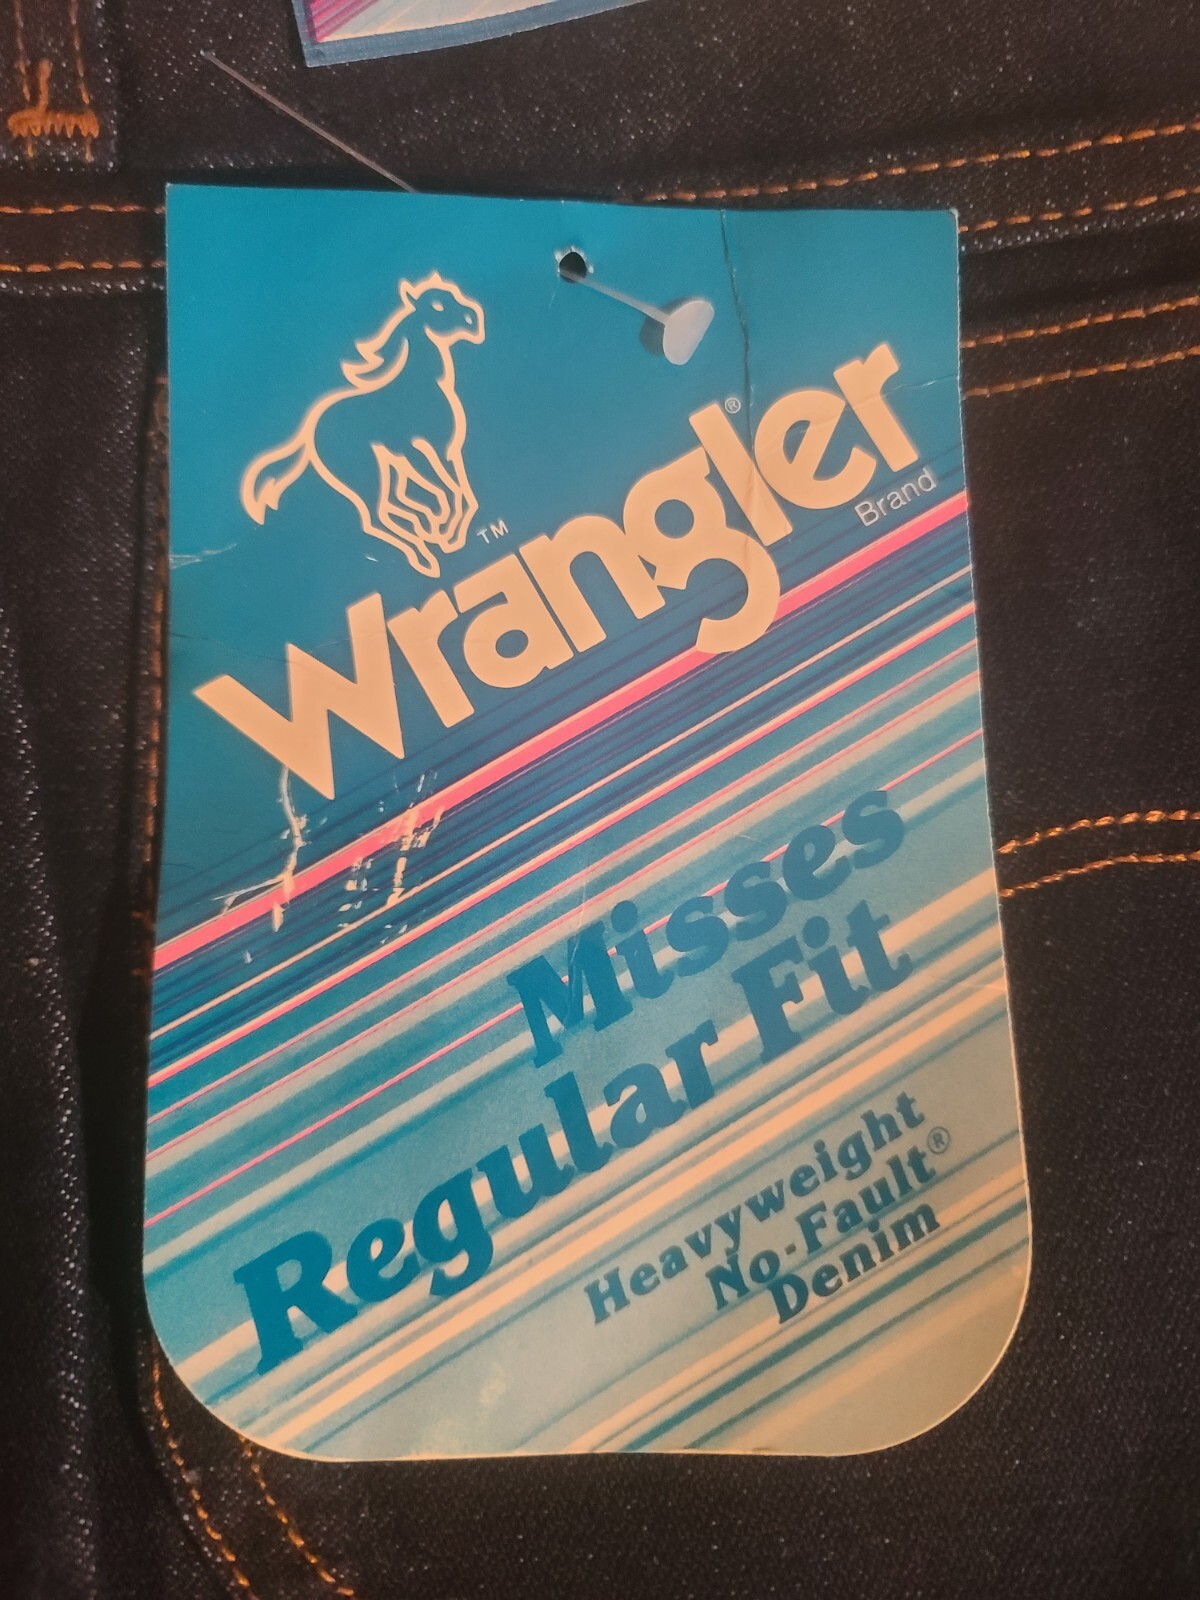 TM
Wrangler®
Brand
Misses
Regular Fit
Heavyweight
No-Fault®
Denim